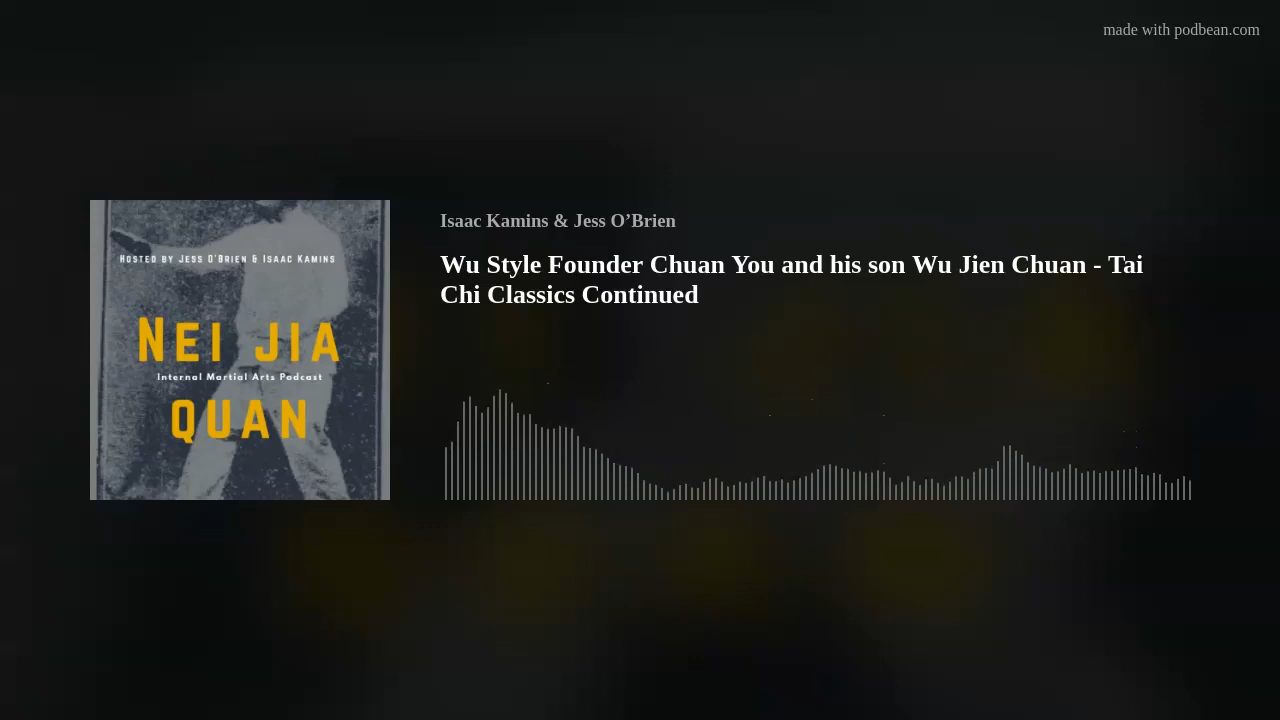 made with podbean.com
Isaac Kamins & Jess O’Brien
Wu Style Founder Chuan You and his son Wu Jien Chuan - Tai
Chi Classics Continued
Hosted by Jess O'Brien & Isaac Kamins
Nei Jia
Internal Martial Arts Podcast
Quan